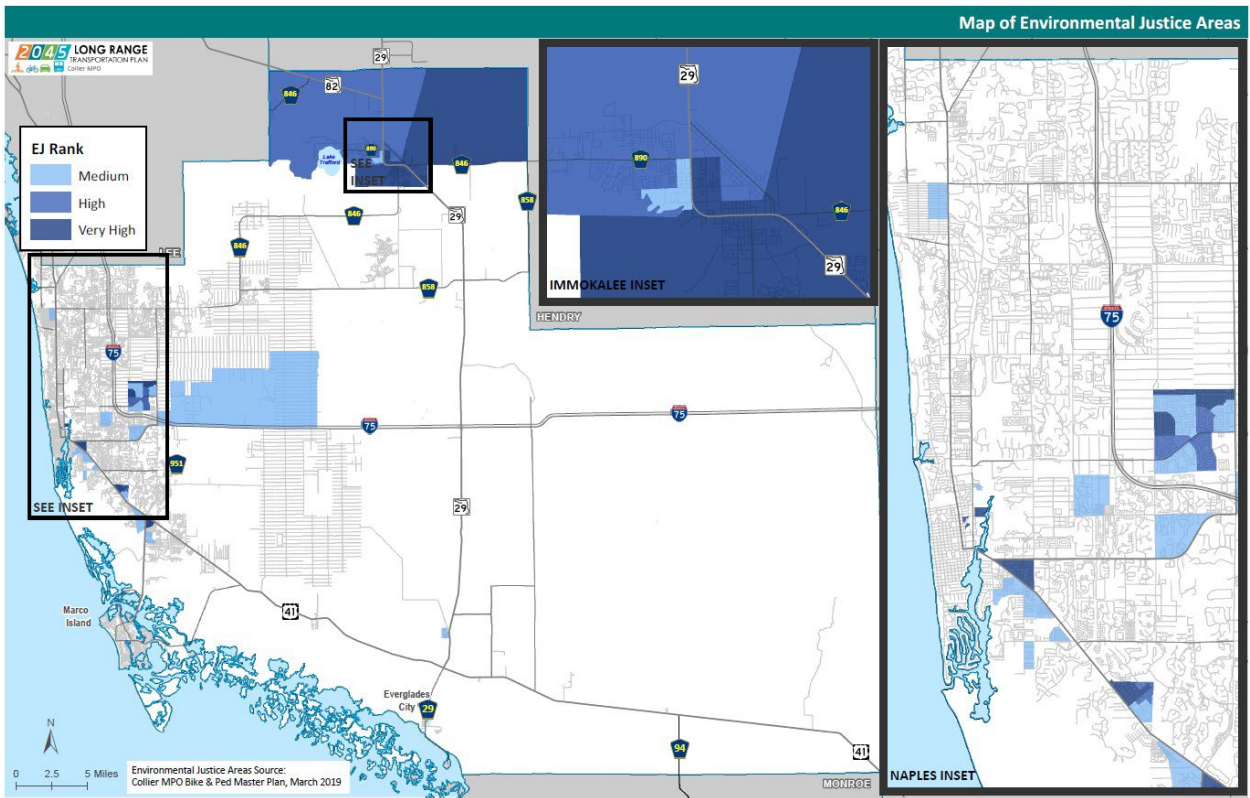 Map of Environmental Justice Areas
2045 LONG RANGE
TRANSPORTATION PLAN
Collier MPO
EJ Rank
Medium
High
Very High
29
82
846
Lake
Trafford
890
SEE
INSET
846
846
29
858
LEE
846
858
HENDRY
75
75
75
951
SEE INSET
29
41
Marco
Island
Everglades
City
29
94
41
MONROE
N
0 2.5 5 Miles
Environmental Justice Areas Source:
Collier MPO Bike & Ped Master Plan, March 2019
29
890
846
29
IMMOKALEE INSET
75
NAPLES INSET